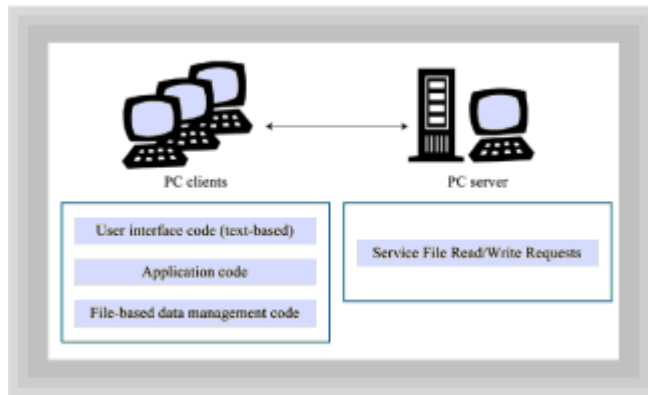 PC clients
PC server
User interface code (text-based)
Application code
File-based data management code
Service File Read/Write Requests